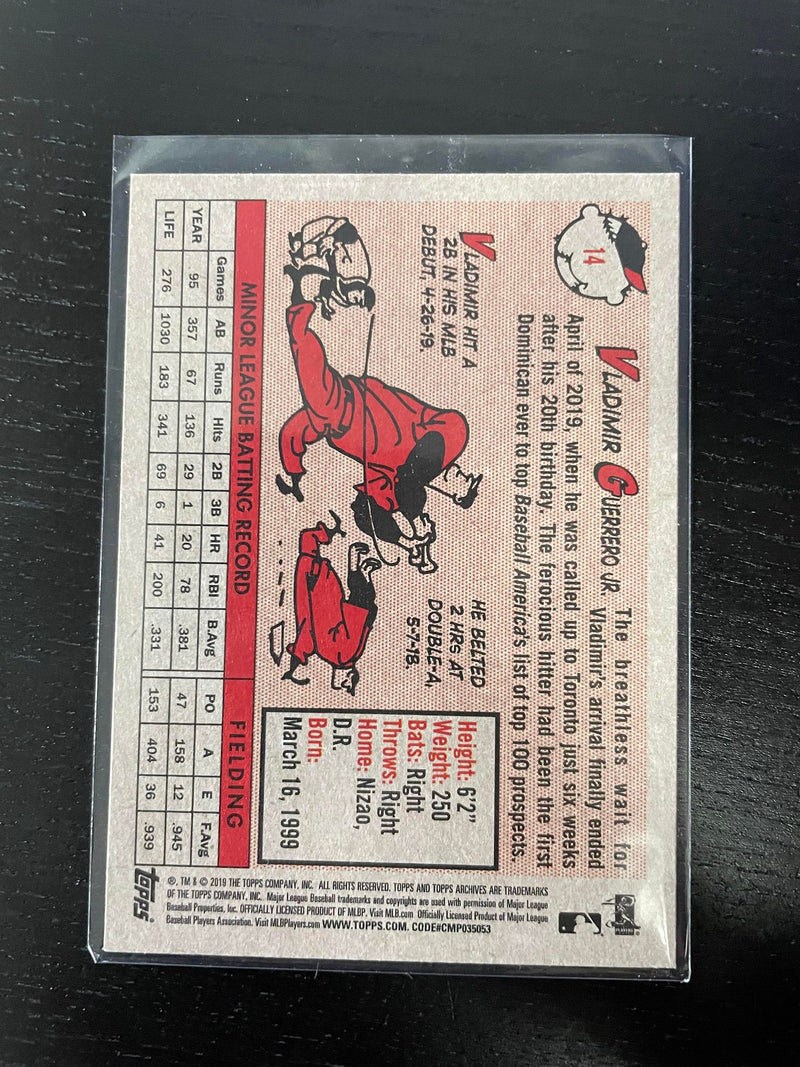 14
VLADIMIR GUERRERO JR. The breathless wait for
Vladimir's arrival finally ended
April of 2019, when he was called up to Toronto just six weeks
after his 20th birthday. The ferocious hitter had been the first
Dominican ever to top Baseball America's list of top 100 prospects.
VLADIMIR HIT A
2B IN HIS MLB
DEBUT, 4-26-19.
HE BELTED
2 HRS AT
DOUBLE-A,
5-7-18.
Height: 6'2"
Weight: 250
Bats: Right
Throws: Right
Home: Nizao,
D.R.
Born:
March 16, 1999
MINOR LEAGUE BATTING RECORD FIELDING
Games AB Runs Hits 2B 3B HR RBI B.Avg PO A E F.Avg
YEAR 95 357 67 136 29 1 20 78 .381 47 158 12 .945
LIFE 276 1030 183 341 69 6 41 200 .331 153 404 36 .939
®, TM & © 2019 THE TOPPS COMPANY, INC. ALL RIGHTS RESERVED. TOPPS AND TOPPS ARCHIVES ARE TRADEMARKS
OF THE TOPPS COMPANY, INC. Major League Baseball trademarks and copyrights are used with permission of Major League
Baseball Properties, Inc. OFFICIALLY LICENSED PRODUCT OF MLBP, Visit MLB.com Officially Licensed Product of Major League
Baseball Players Association. Visit MLBPlayers.com WWW.TOPPS.COM. CODE#CMP035053
topps
PLAYERS